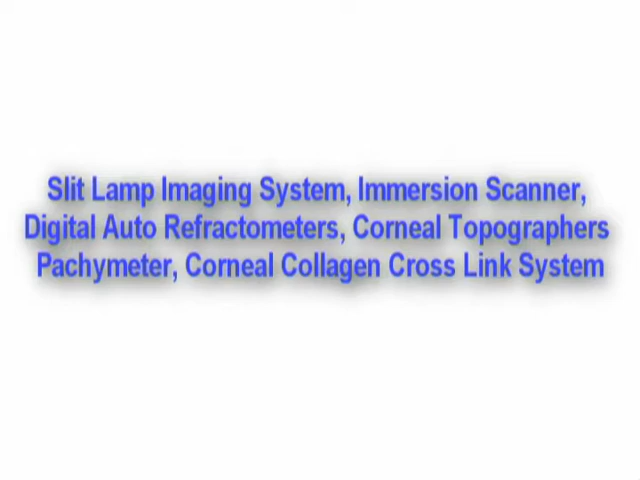 Slit Lamp Imaging System, Immersion Scanner,
Digital Auto Refractometers, Corneal Topographers
Pachymeter, Corneal Collagen Cross Link System